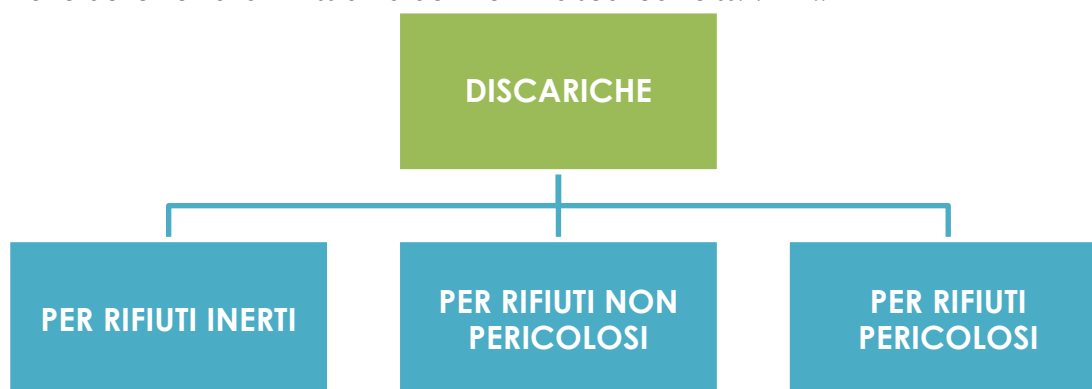 DISCARICHE
PER RIFIUTI INERTI
PER RIFIUTI NON
PERICOLOSI
PER RIFIUTI
PERICOLOSI